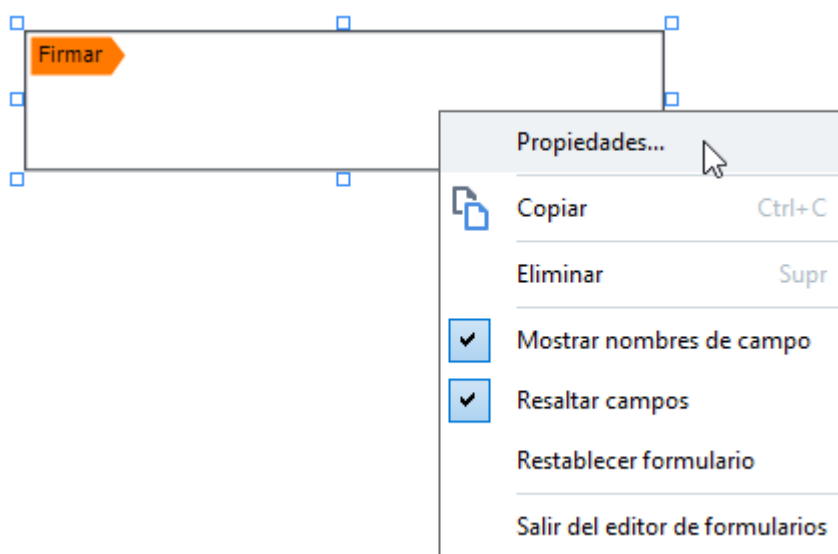 Firmar
Propiedades...
Copiar Ctrl+C
Eliminar Supr
Mostrar nombres de campo
Resaltar campos
Restablecer formulario
Salir del editor de formularios